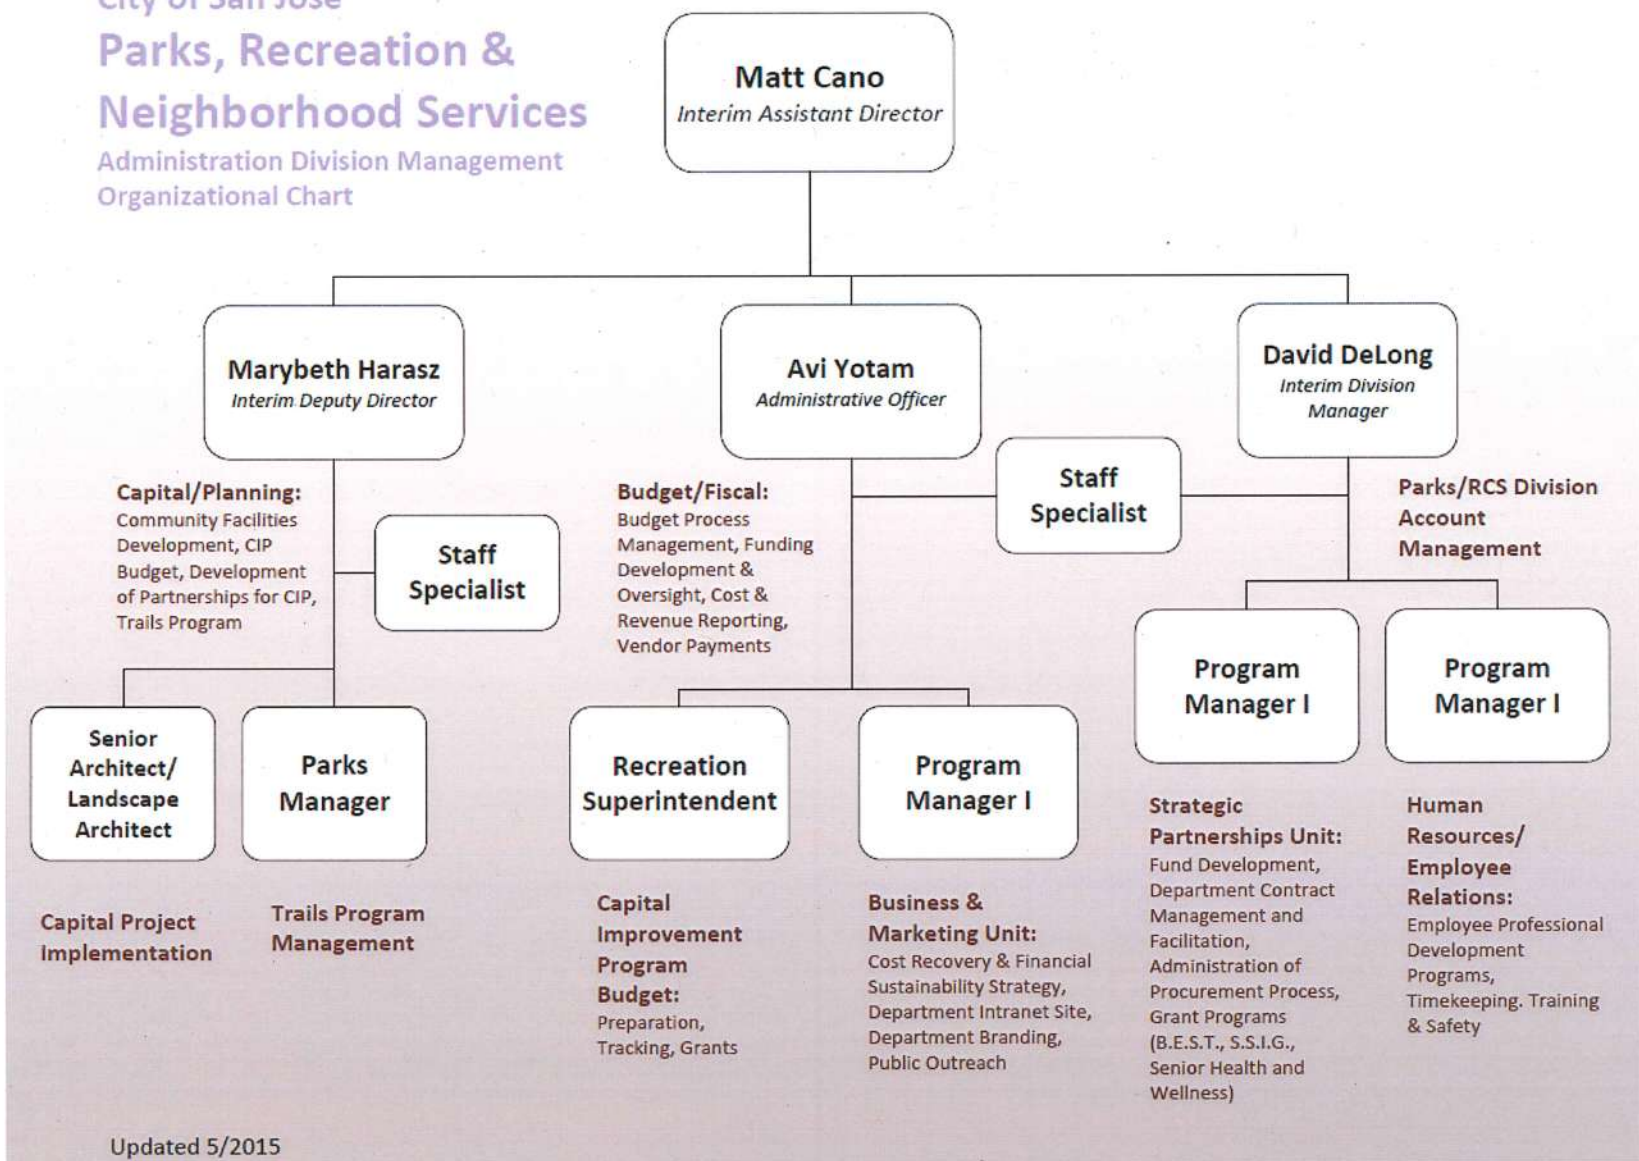 City of San José
Parks, Recreation &
Neighborhood Services
Administration Division Management
Organizational Chart
Matt Cano
Interim Assistant Director
Marybeth Harasz
Interim Deputy Director
Avi Yotam
Administrative Officer
David DeLong
Interim Division
Manager
Capital/Planning:
Community Facilities
Development, CIP
Budget, Development
of Partnerships for CIP,
Trails Program
Staff
Specialist
Budget/Fiscal:
Budget Process
Management, Funding
Development &
Oversight, Cost &
Revenue Reporting,
Vendor Payments
Staff
Specialist
Parks/RCS Division
Account
Management
Senior
Architect/
Landscape
Architect
Parks
Manager
Recreation
Superintendent
Program
Manager I
Program
Manager I
Program
Manager I
Capital Project
Implementation
Trails Program
Management
Capital
Improvement
Program
Budget:
Preparation,
Tracking, Grants
Business &
Marketing Unit:
Cost Recovery & Financial
Sustainability Strategy,
Department Intranet Site,
Department Branding,
Public Outreach
Strategic
Partnerships Unit:
Fund Development,
Department Contract
Management and
Facilitation,
Administration of
Procurement Process,
Grant Programs
(B.E.S.T., S.S.I.G.,
Senior Health and
Wellness)
Human
Resources/
Employee
Relations:
Employee Professional
Development
Programs,
Timekeeping. Training
& Safety
Updated 5/2015